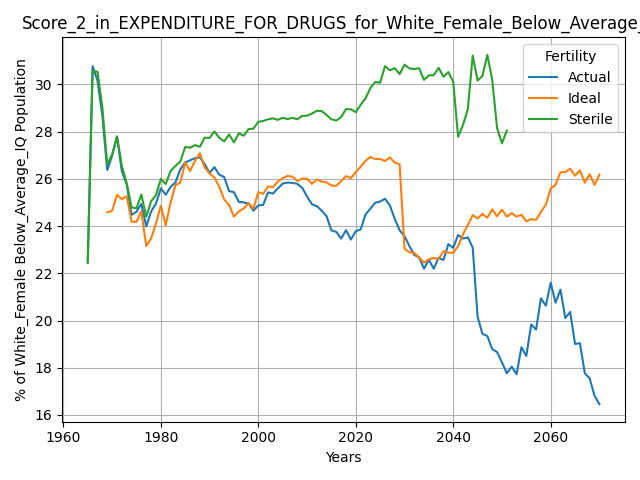 Score_2_in_EXPENDITURE_FOR_DRUGS_for_White_Female_Below_Average_
% of White_Female Below_Average_IQ Population
30
28
26
24
22
20
18
16
1960
1980
2000
2020
2040
2060
Years
Fertility
Actual
Ideal
Sterile